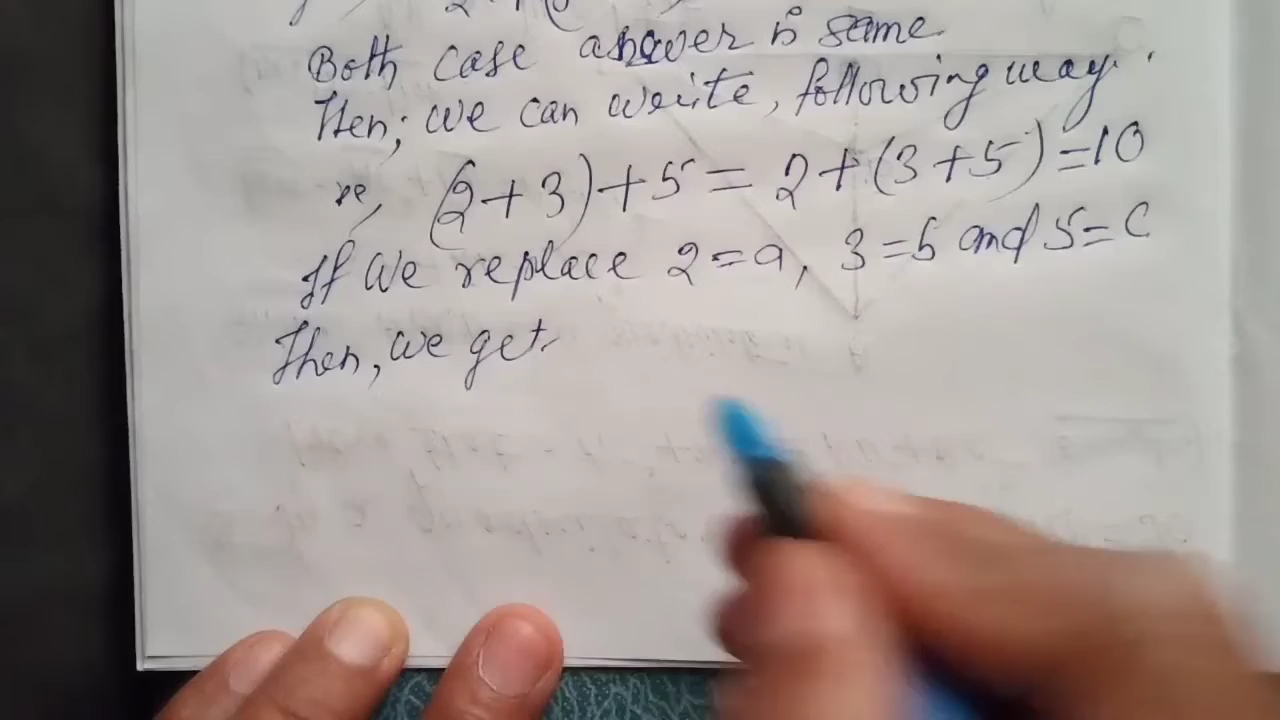 Both case answer is same.
Then; we can write, following way.
ie, (2+3)+5 = 2+(3+5) = 10
If we replace 2=a, 3=b and 5=c
Then, we get,